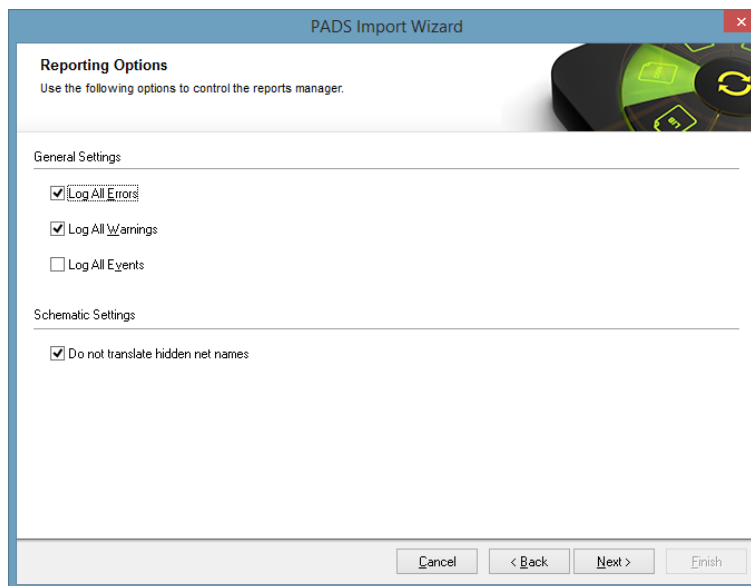 PADS Import Wizard
Reporting Options
Use the following options to control the reports manager.
General Settings
Log All Errors
Log All Warnings
Log All Events
Schematic Settings
Do not translate hidden net names
Cancel
< Back
Next >
Finish